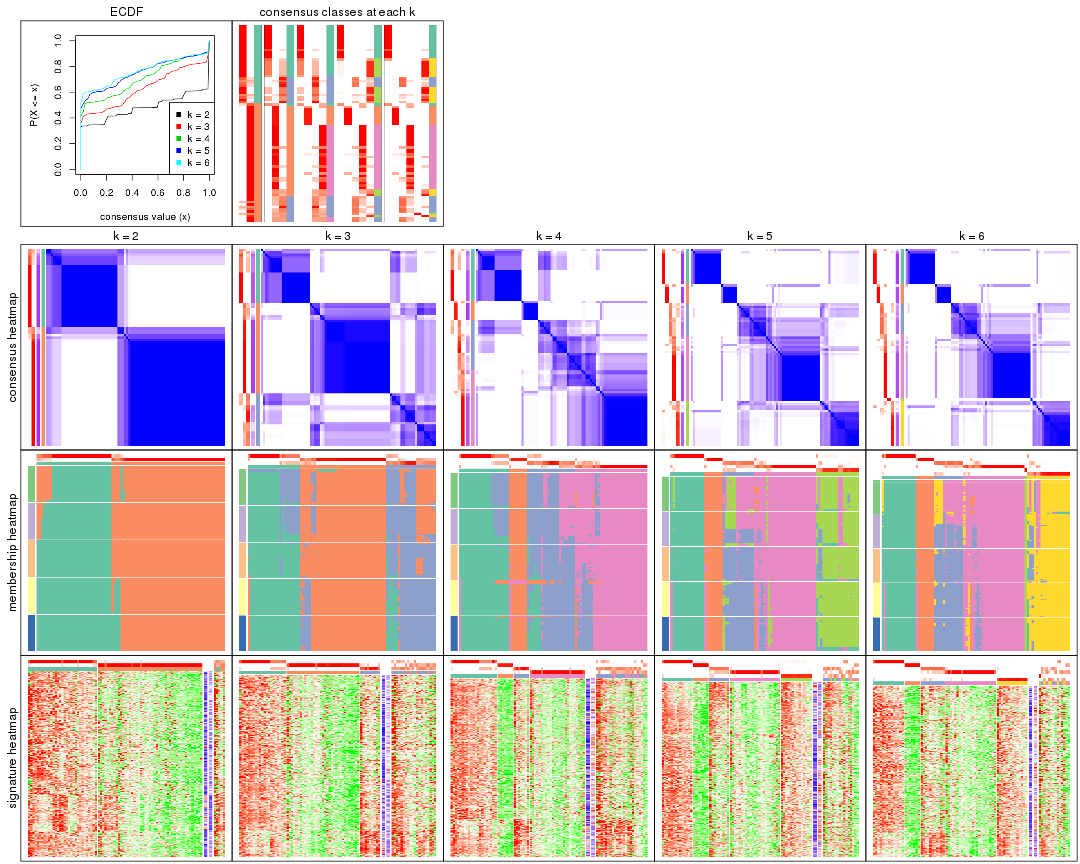 ECDF
consensus classes at each k
P(X <= x)
0.0
0.2
0.4
0.6
0.8
1.0
k = 2
k = 3
k = 4
k = 5
k = 6
0.0 0.2 0.4 0.6 0.8 1.0
consensus value (x)
k = 2
k = 3
k = 4
k = 5
k = 6
consensus heatmap
membership heatmap
signature heatmap